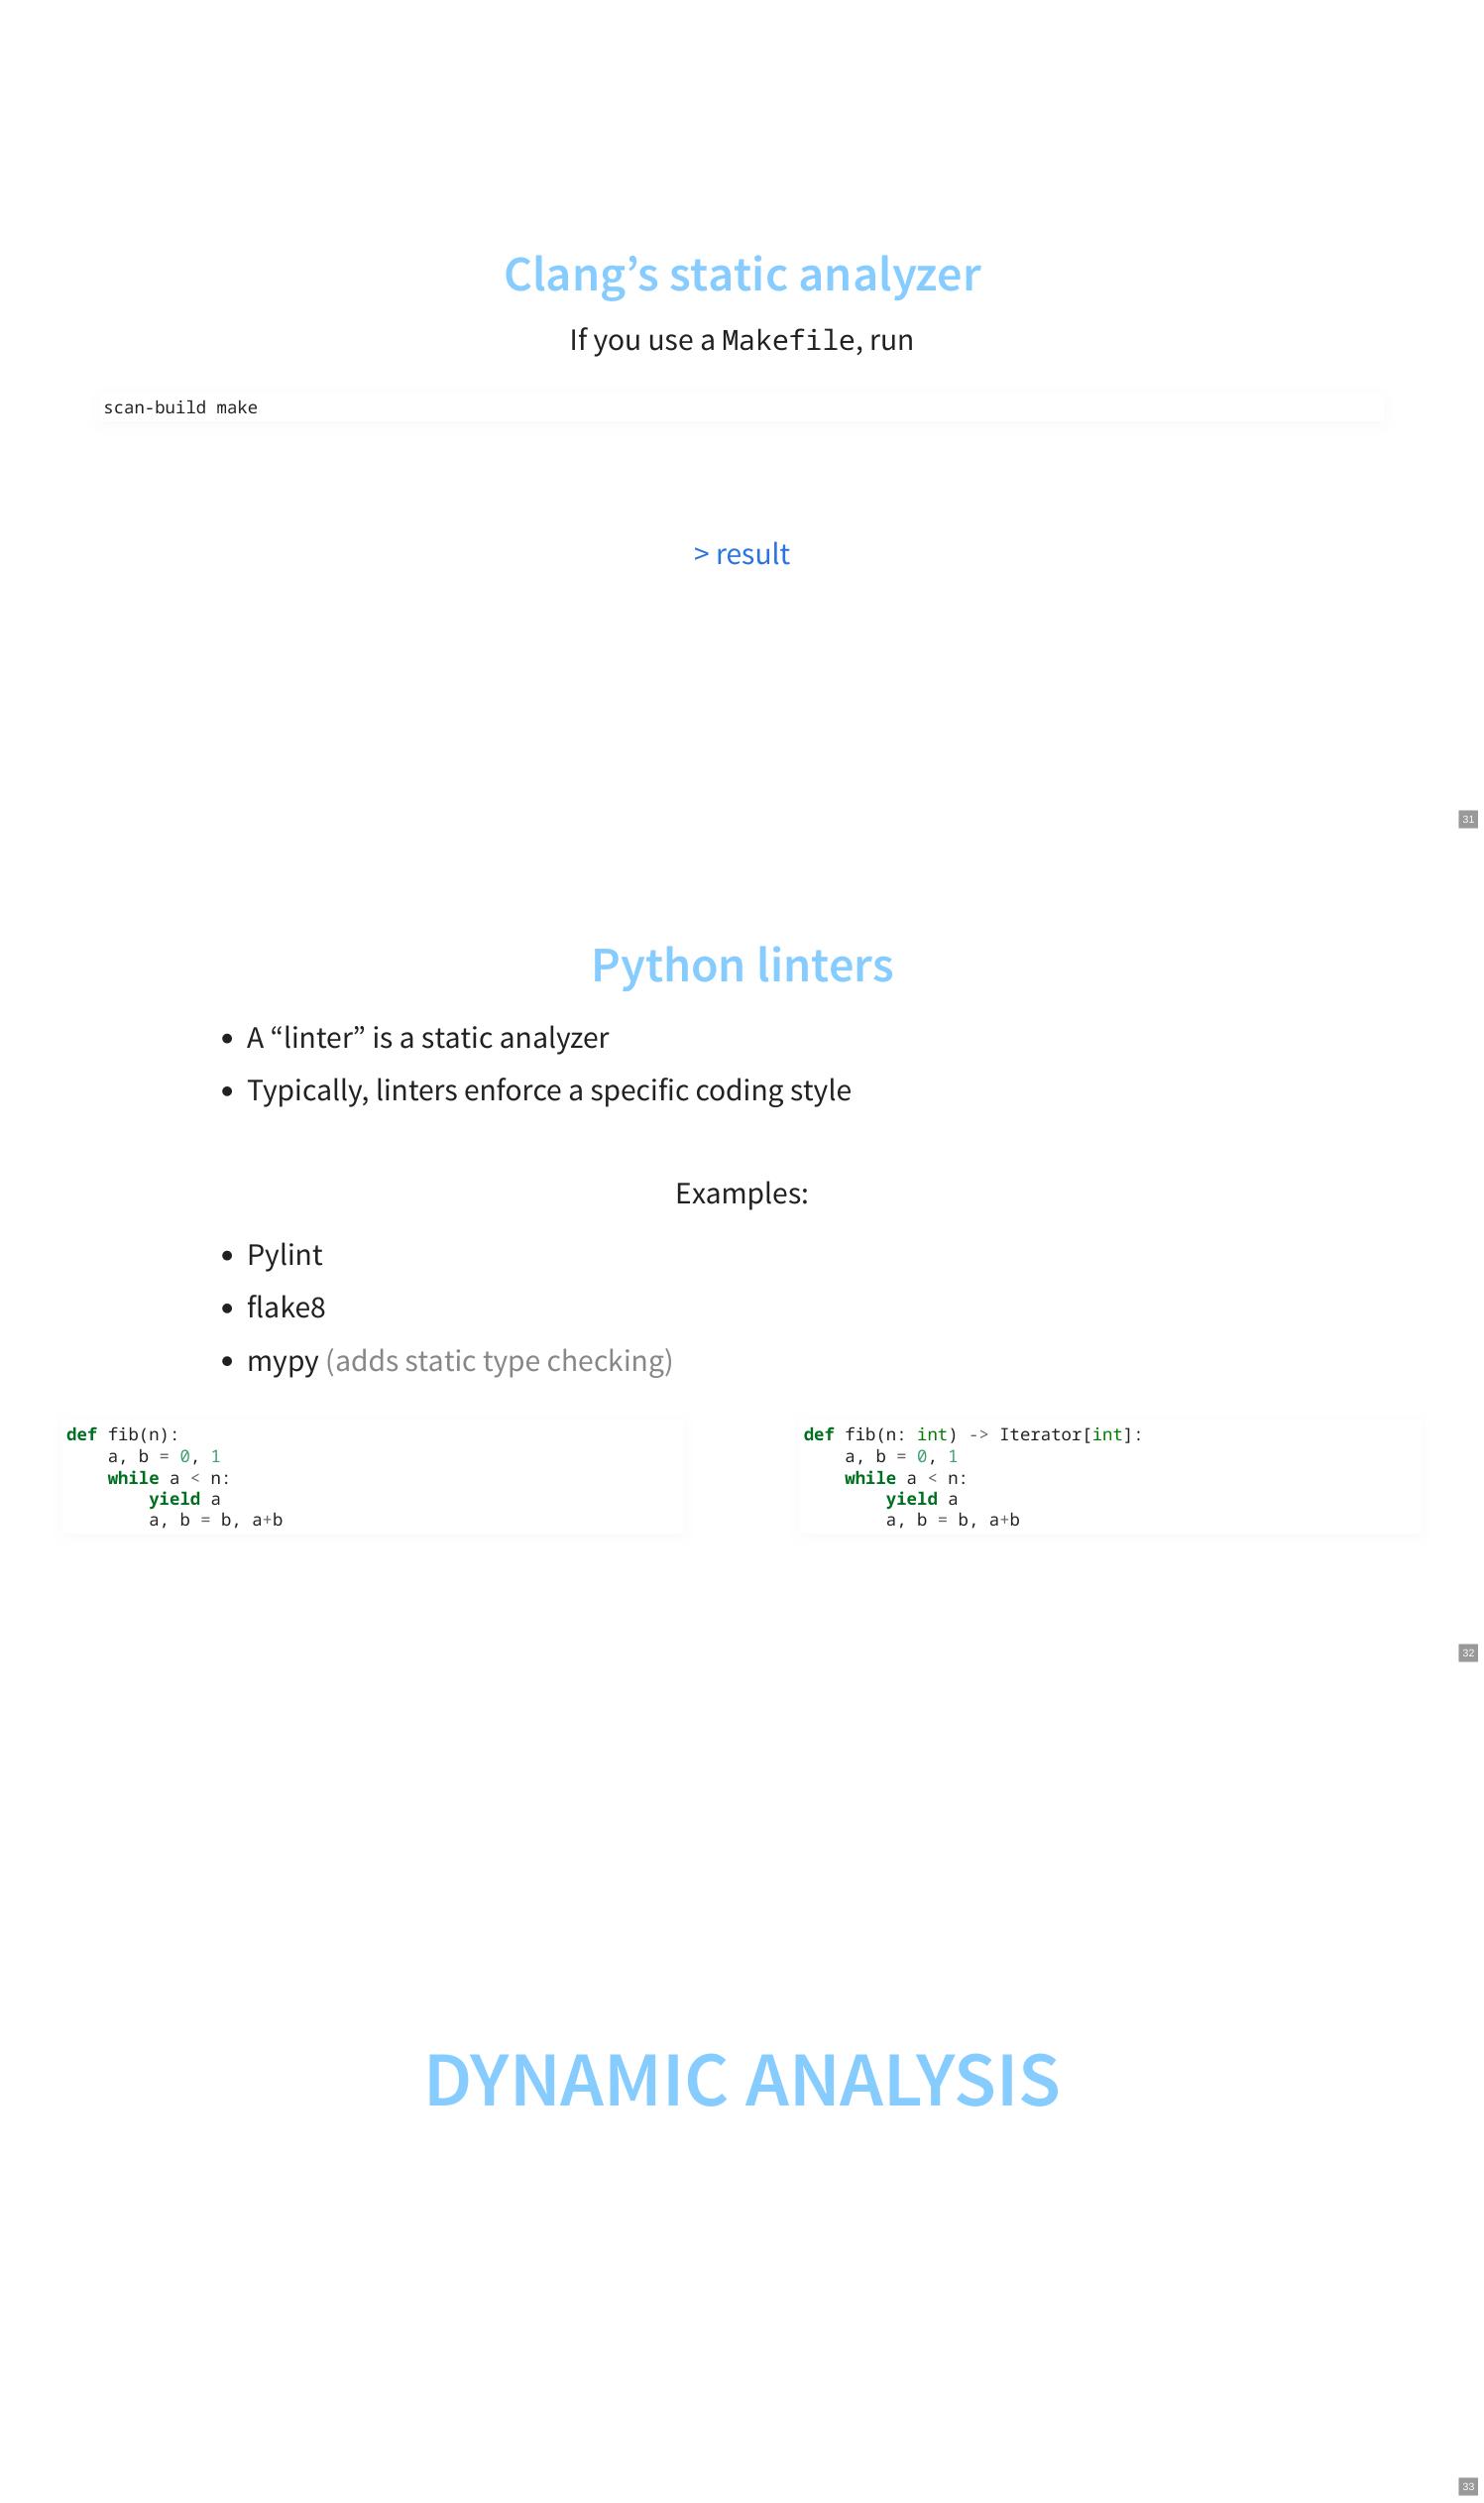 Clang’s static analyzer
If you use a Makefile, run
scan-build make
> result
31
Python linters
• A “linter” is a static analyzer
• Typically, linters enforce a specific coding style
Examples:
• Pylint
• flake8
• mypy (adds static type checking)
def fib(n):
    a, b = 0, 1
    while a < n:
        yield a
        a, b = b, a+b
def fib(n: int) -> Iterator[int]:
    a, b = 0, 1
    while a < n:
        yield a
        a, b = b, a+b
32
DYNAMIC ANALYSIS
33